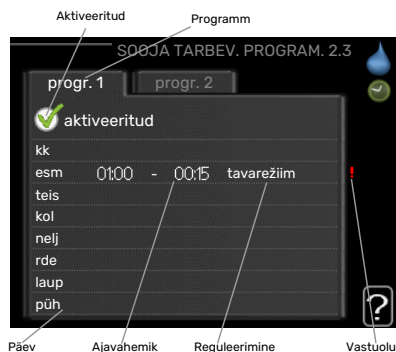 Aktiveeritud Programm
SOOJA TARBEV. PROGRAM. 2.3
progr. 1 progr. 2
aktiveeritud
kk
esm 01:00 - 00:15 tavarežiim !
teis
kol
nelj
rde
laup
püh
?
Päev Ajavahemik Reguleerimine Vastuolu